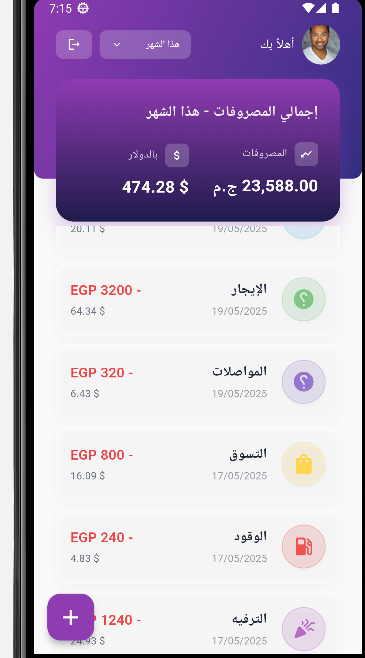 7:15
أهلاً بك
هذا الشهر
إجمالي المصروفات - هذا الشهر
المصروفات
بالدولار
23,588.00 ج.م
474.28 $
19/05/2025
20.11 $
الإيجار
EGP 3200 -
19/05/2025
64.34 $
المواصلات
EGP 320 -
19/05/2025
6.43 $
التسوق
EGP 800 -
17/05/2025
16.09 $
الوقود
EGP 240 -
17/05/2025
4.83 $
الترفيه
P 1240 -
17/05/2025
24.93 $